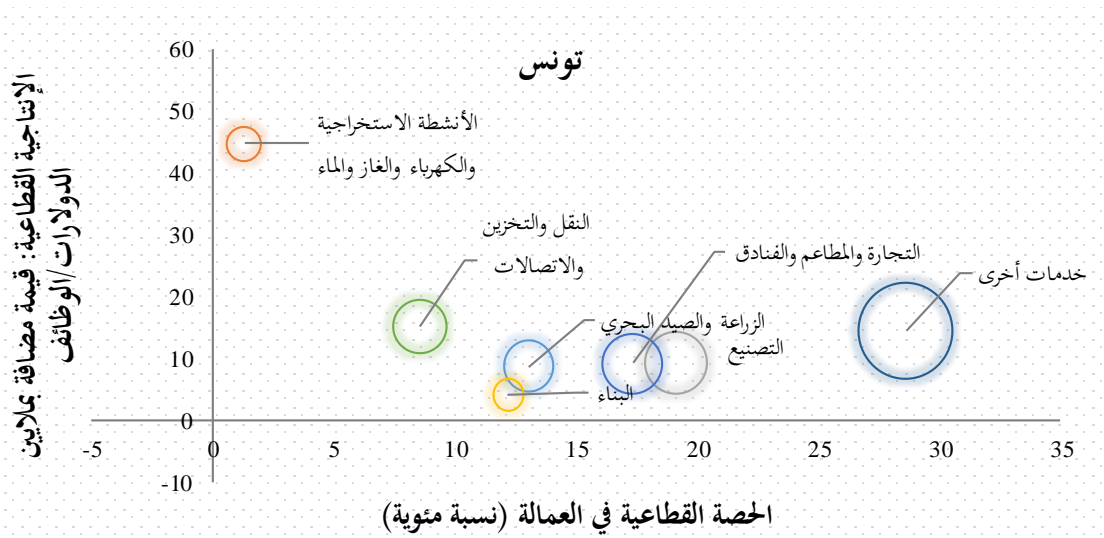 تونس
الإنتاجية القطاعية: قيمة مضافة بملايين
الدولارات/الوظائف
60
50
40
30
20
10
0
-10
الأنشطة الاستخراجية
والكهرباء والغاز والماء
النقل والتخزين
والاتصالات
التجارة والمطاعم والفنادق
خدمات أخرى
الزراعة والصيد البحري
التصنيع
البناء
-5 0 5 10 15 20 25 30 35
الحصة القطاعية في العمالة (نسبة مئوية)